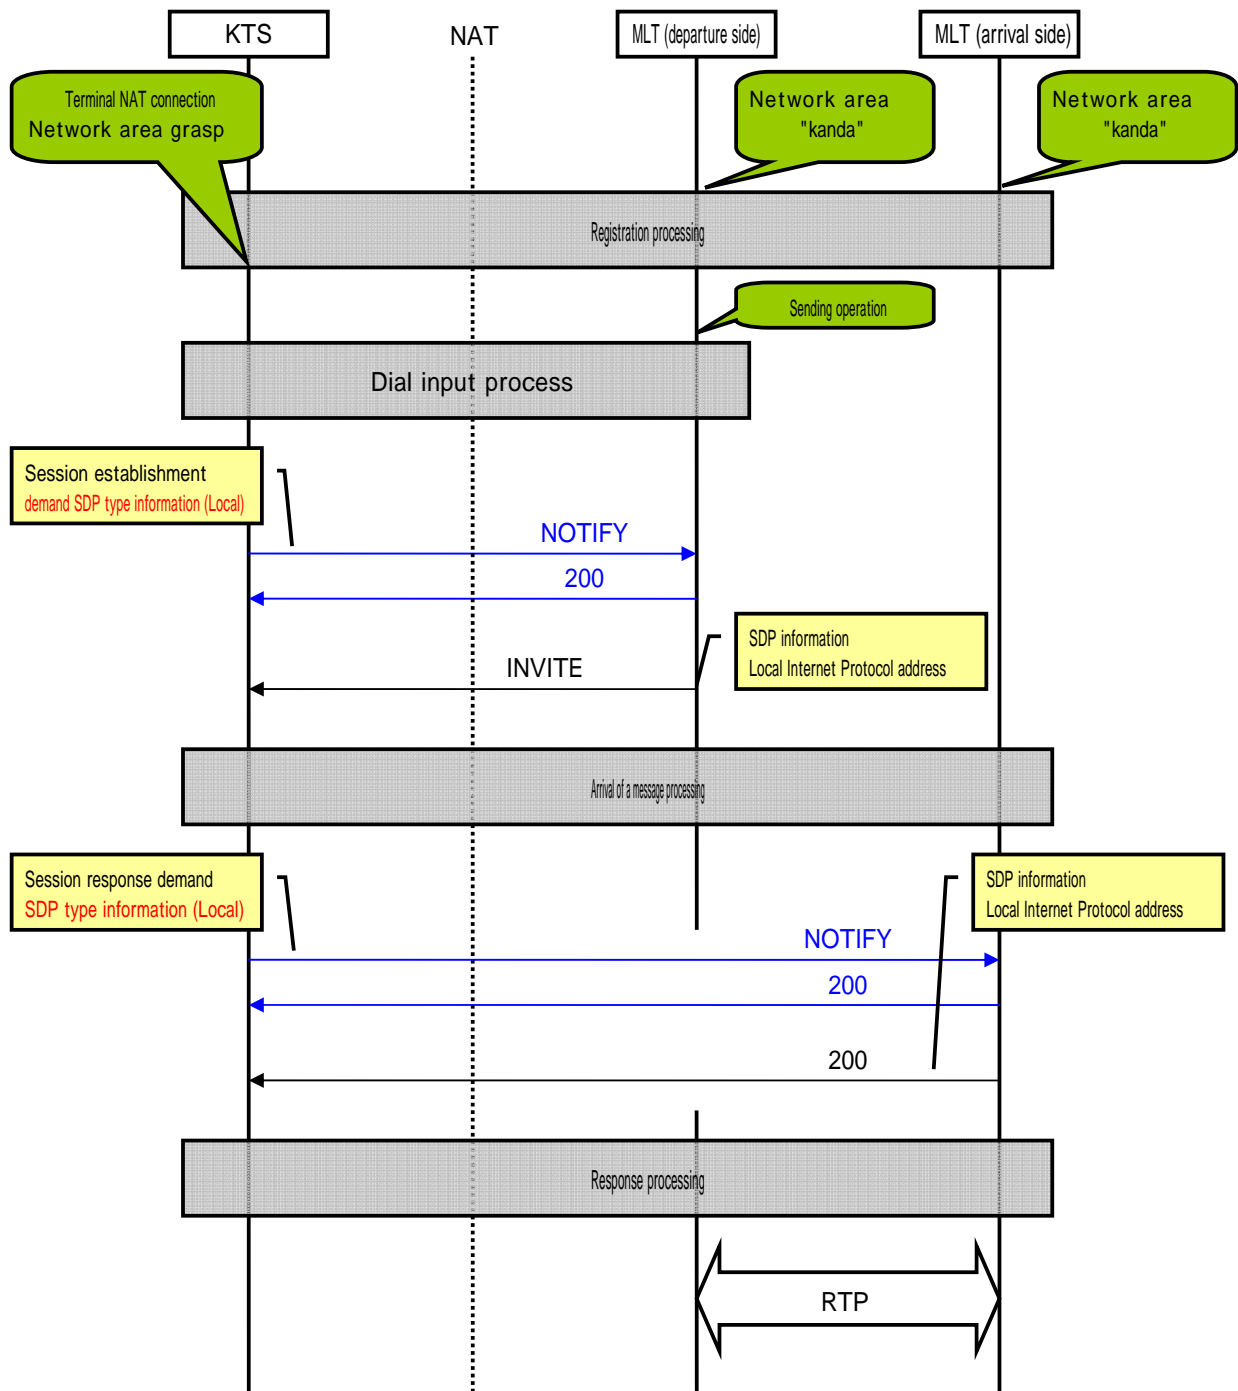 KTS
NAT
MLT (departure side)
MLT (arrival side)
Terminal NAT connection
Network area grasp
Network area
"kanda"
Network area
"kanda"
Registration processing
Sending operation
Dial input process
Session establishment
demand SDP type information (Local)
NOTIFY
200
SDP information
Local Internet Protocol address
INVITE
Arrival of a message processing
Session response demand
SDP type information (Local)
SDP information
Local Internet Protocol address
NOTIFY
200
200
Response processing
RTP